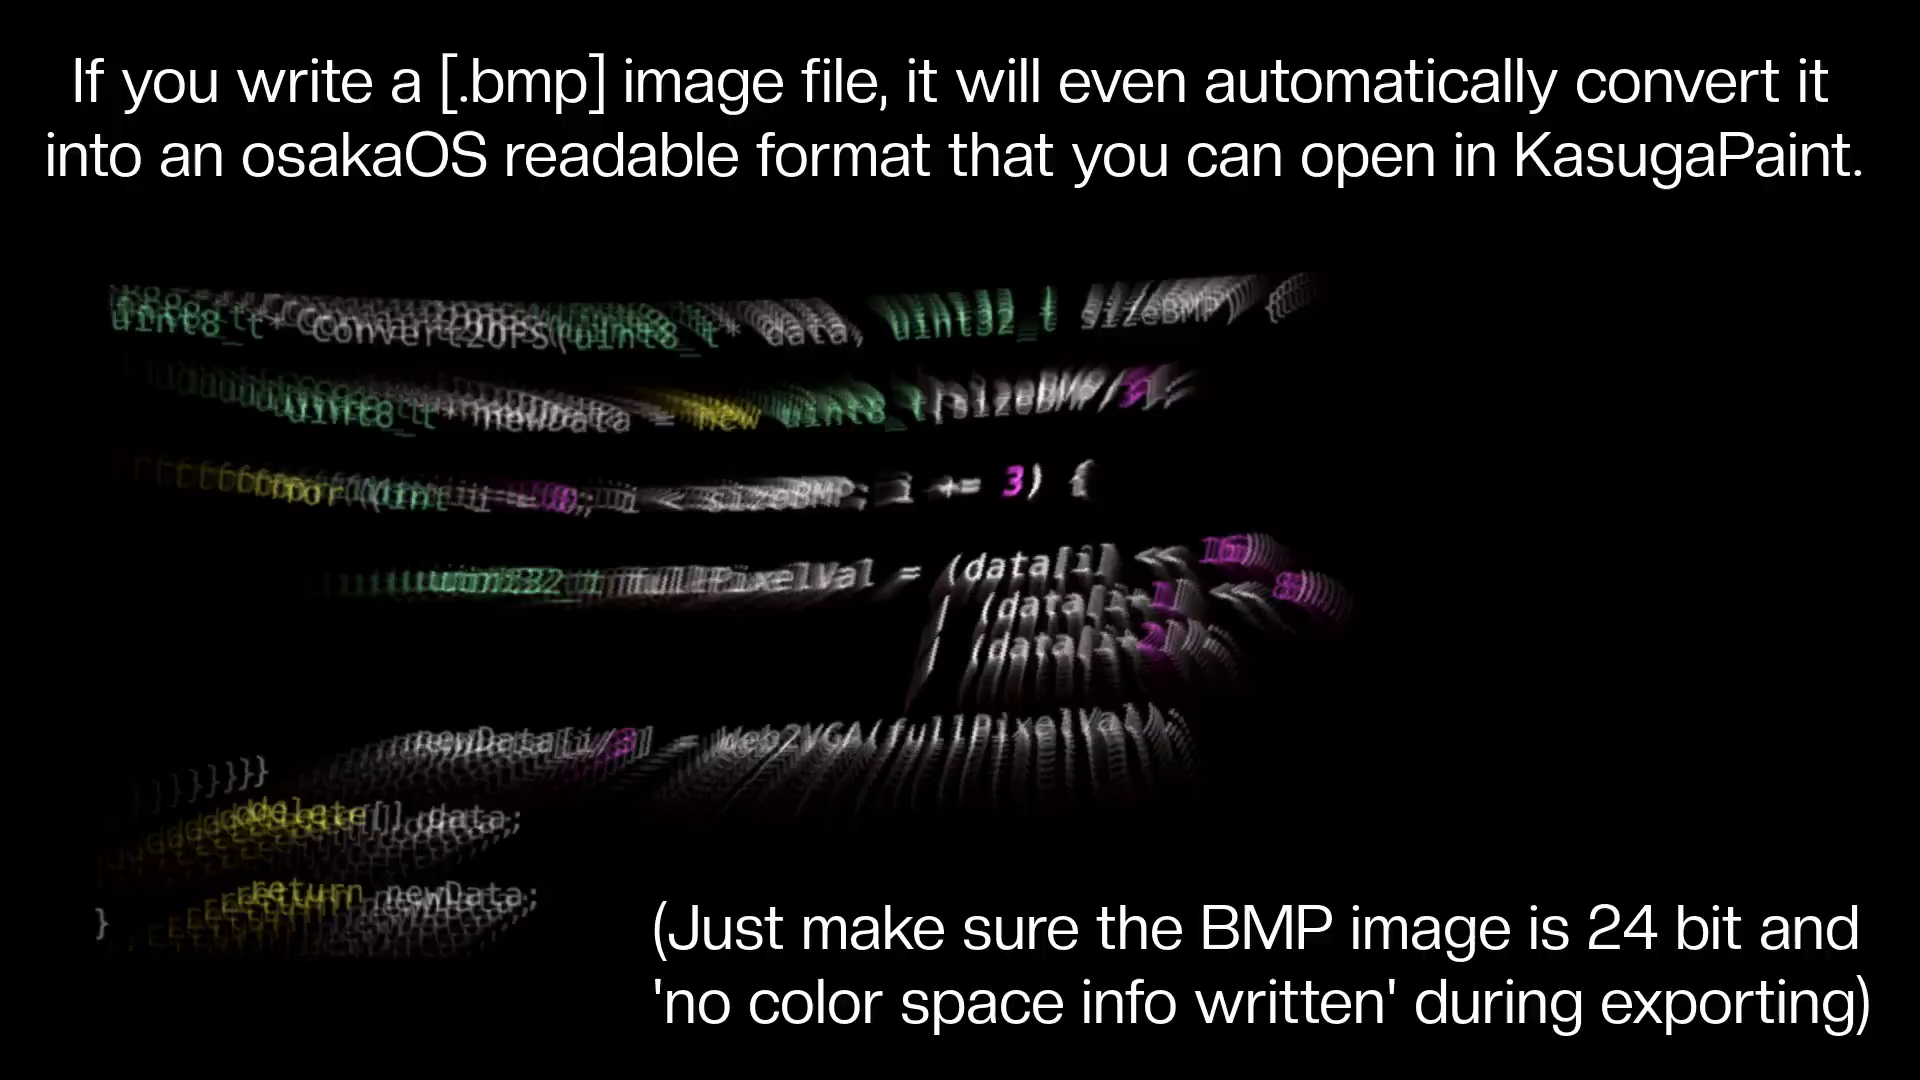 If you write a [.bmp] image file, it will even automatically convert it
into an osakaOS readable format that you can open in KasugaPaint.
uint8_t* Convert2OPS(uint8_t* data, uint32_t sizeBMP) {
uint8_t* newData = new uint8_t[sizeBMP/3];
for (int i = 0; i < sizeBMP; i += 3) {
uint32_t fullPixelVal = (data[i] << 16)
| (data[i+1] << 8)
| (data[i+
newData[i/3] = Web2VGA(fullPixelVal);
}
delete[] data;
return newData;
}
(Just make sure the BMP image is 24 bit and
'no color space info written' during exporting)